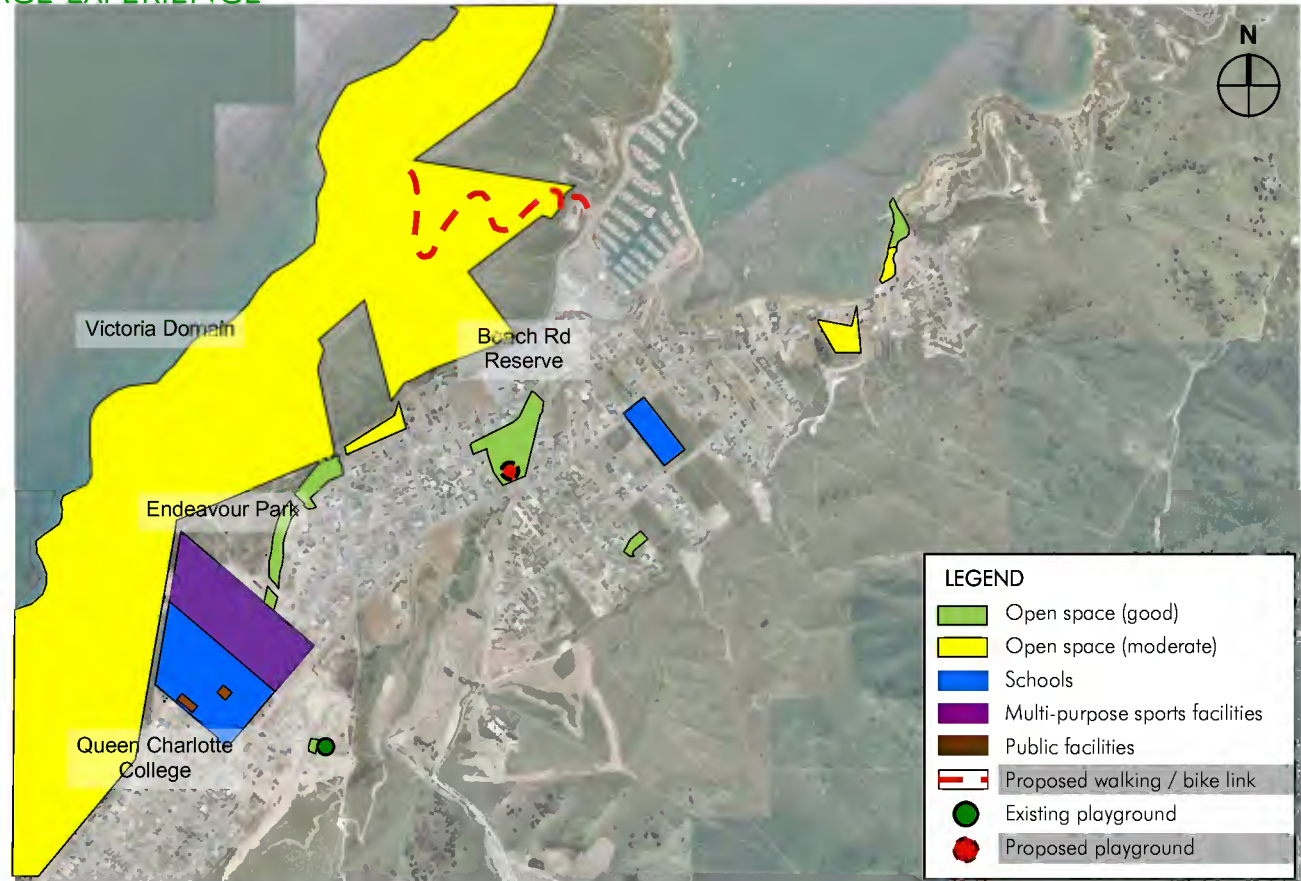 N
Victoria Domain
Beach Rd
Reserve
Endeavour Park
Queen Charlotte
College
LEGEND
Open space (good)
Open space (moderate)
Schools
Multi-purpose sports facilities
Public facilities
Proposed walking / bike link
Existing playground
Proposed playground